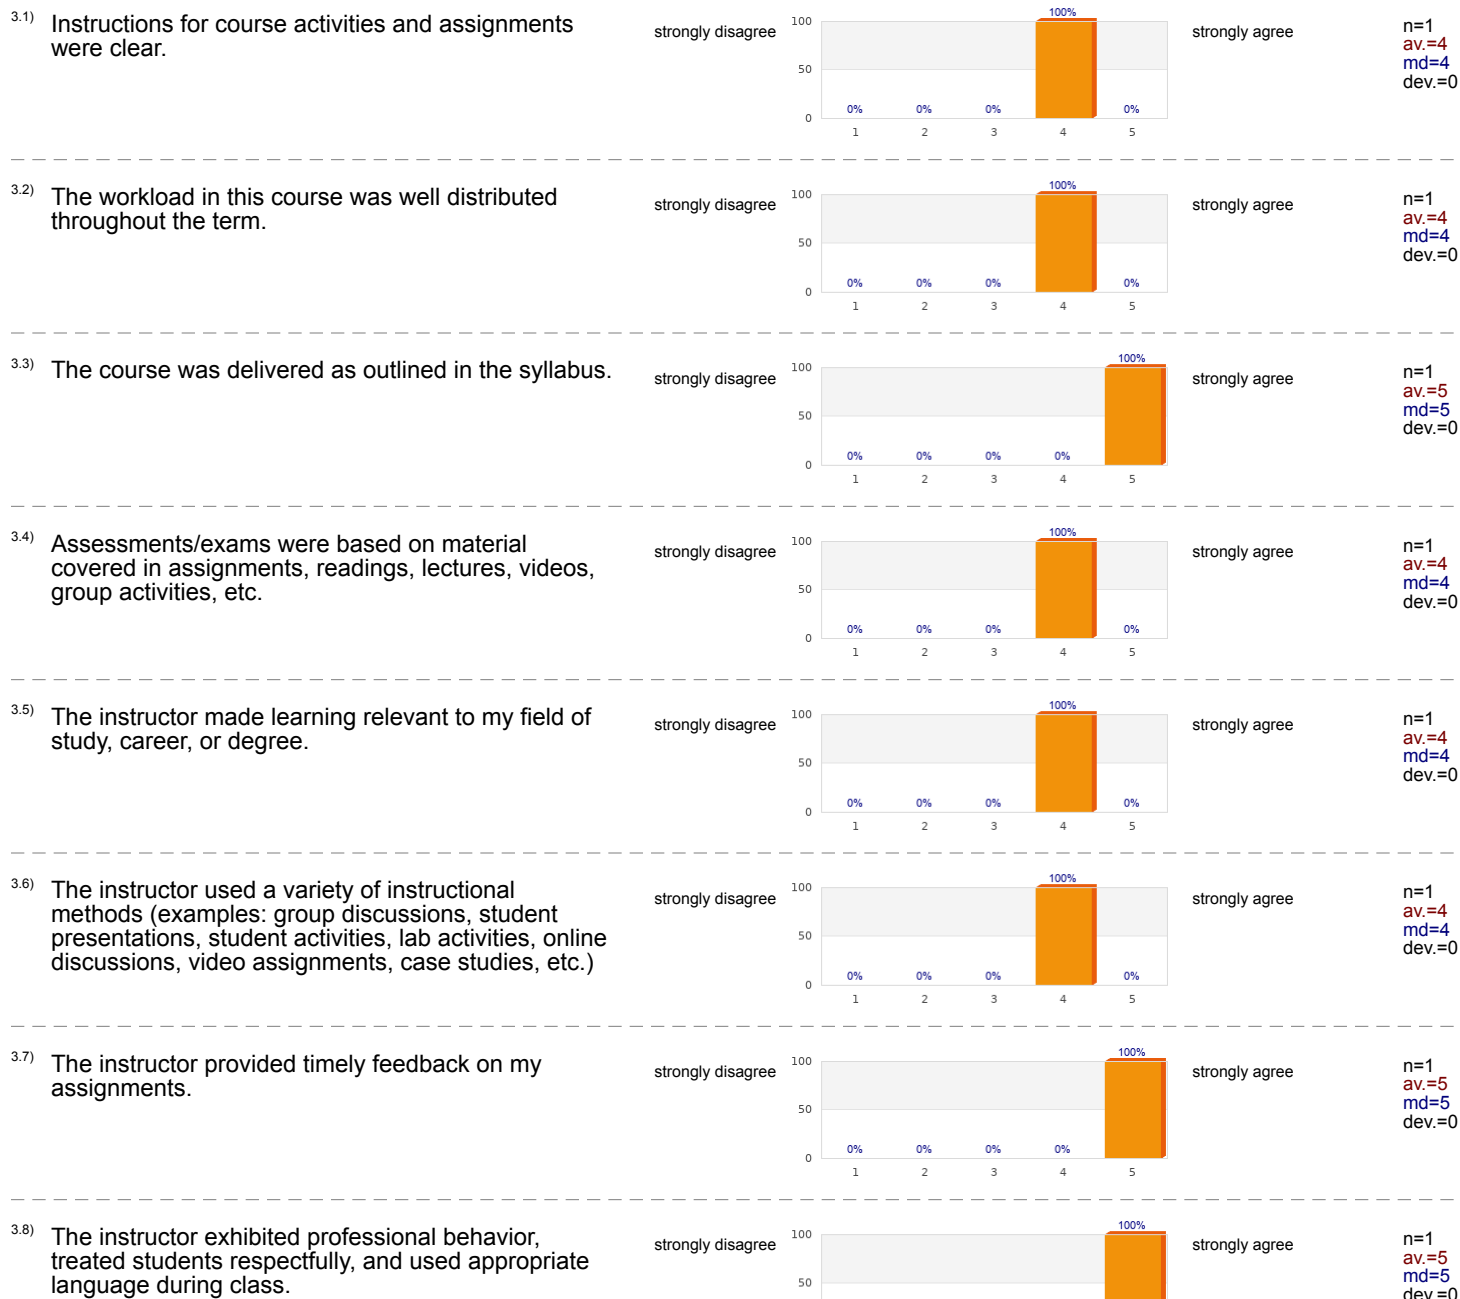 3.1) Instructions for course activities and assignments
were clear.
strongly disagree
100
50
0
0%
0%
0%
100%
0%
1
2
3
4
5
strongly agree
n=1
av.=4
md=4
dev.=0
3.2) The workload in this course was well distributed
throughout the term.
strongly disagree
100
50
0
0%
0%
0%
100%
0%
1
2
3
4
5
strongly agree
n=1
av.=4
md=4
dev.=0
3.3) The course was delivered as outlined in the syllabus.
strongly disagree
100
50
0
0%
0%
0%
0%
100%
1
2
3
4
5
strongly agree
n=1
av.=5
md=5
dev.=0
3.4) Assessments/exams were based on material
covered in assignments, readings, lectures, videos,
group activities, etc.
strongly disagree
100
50
0
0%
0%
0%
100%
0%
1
2
3
4
5
strongly agree
n=1
av.=4
md=4
dev.=0
3.5) The instructor made learning relevant to my field of
study, career, or degree.
strongly disagree
100
50
0
0%
0%
0%
100%
0%
1
2
3
4
5
strongly agree
n=1
av.=4
md=4
dev.=0
3.6) The instructor used a variety of instructional
methods (examples: group discussions, student
presentations, student activities, lab activities, online
discussions, video assignments, case studies, etc.)
strongly disagree
100
50
0
0%
0%
0%
100%
0%
1
2
3
4
5
strongly agree
n=1
av.=4
md=4
dev.=0
3.7) The instructor provided timely feedback on my
assignments.
strongly disagree
100
50
0
0%
0%
0%
0%
100%
1
2
3
4
5
strongly agree
n=1
av.=5
md=5
dev.=0
3.8) The instructor exhibited professional behavior,
treated students respectfully, and used appropriate
language during class.
strongly disagree
100
50
100%
strongly agree
n=1
av.=5
md=5
dev.=0